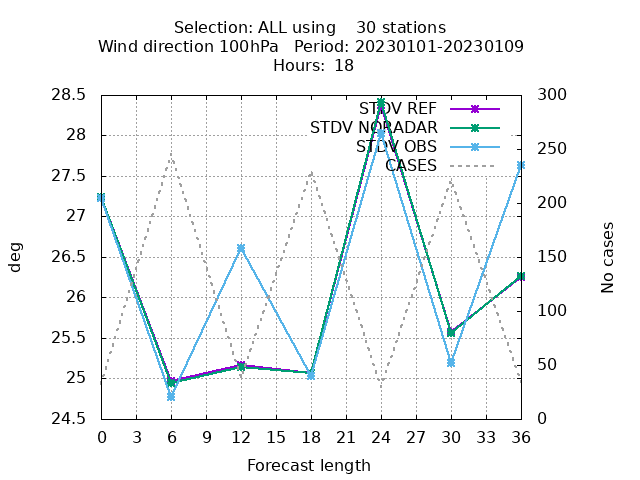 Selection: ALL using    30 stations
Wind direction 100hPa   Period: 20230101-20230109
Hours: 18
STDV REF
STDV NORADAR
STDV OBS
CASES
28.5
28
27.5
27
26.5
26
25.5
25
24.5
deg
300
250
200
150
100
50
0
No cases
0 3 6 9 12 15 18 21 24 27 30 33 36
Forecast length